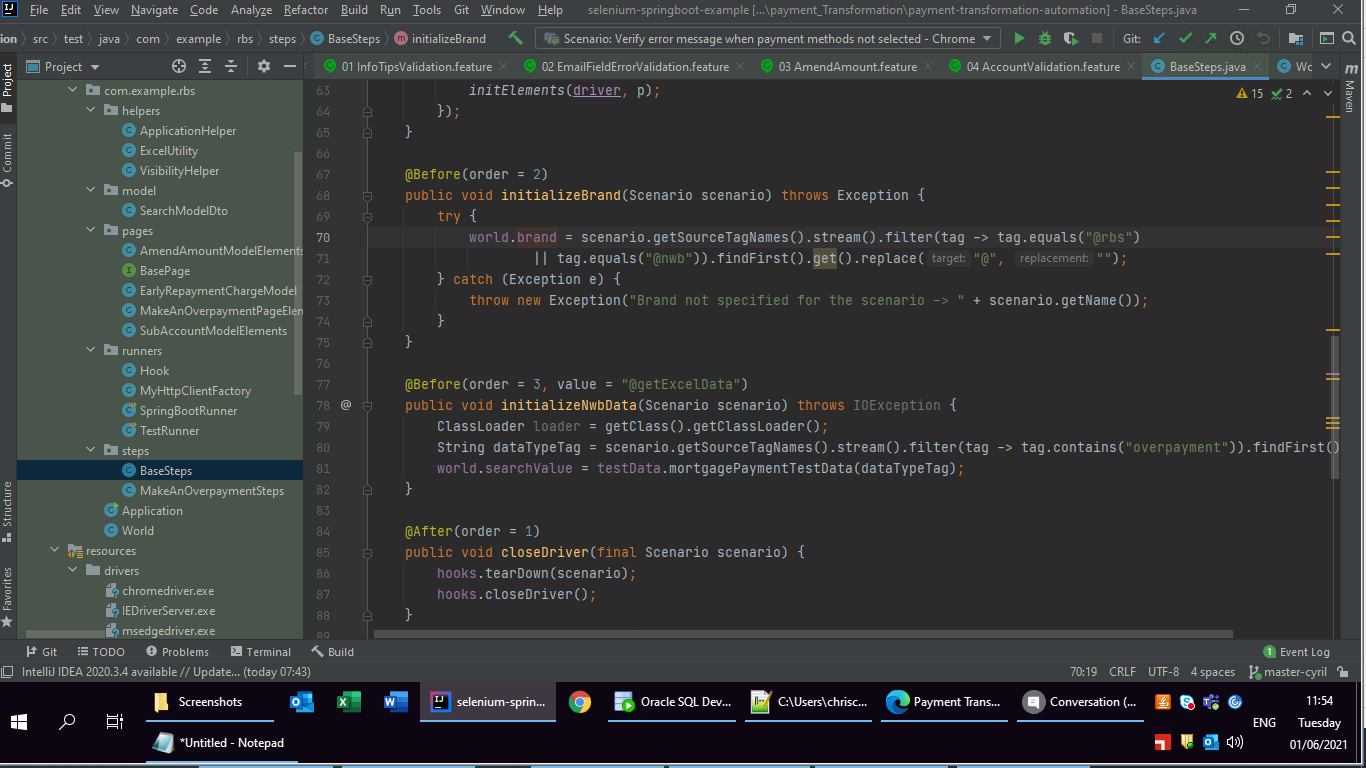 File Edit View Navigate Code Analyze Refactor Build Run Tools Git Window Help selenium-springboot-example [...\payment_Transformation\payment-transformation-automation] - BaseSteps.java
ion src test java com example rbs steps BaseSteps initializeBrand Scenario: Verify error message when payment methods not selected - Chrome Git:
Project 01 InfoTipsValidation.feature 02 EmailFieldErrorValidation.feature 03 AmendAmount.feature 04 AccountValidation.feature BaseSteps.java Wc
Project
Commit
Structure
Favorites
Maven
com.example.rbs
helpers
ApplicationHelper
ExcelUtility
VisibilityHelper
model
SearchModelDto
pages
AmendAmountModelElements
BasePage
EarlyRepaymentChargeModel
MakeAnOverpaymentPageElen
SubAccountModelElements
runners
Hook
MyHttpClientFactory
SpringBootRunner
TestRunner
steps
BaseSteps
MakeAnOverpaymentSteps
Application
World
resources
drivers
chromedriver.exe
IEDriverServer.exe
msedgedriver.exe
15 2
63 initElements(driver, p);
64 });
65 }
66
67 @Before(order = 2)
68 public void initializeBrand(Scenario scenario) throws Exception {
69 try {
70 world.brand = scenario.getSourceTagNames().stream().filter(tag -> tag.equals("@rbs")
71 || tag.equals("@nwb")).findFirst().get().replace( target: "@", replacement: "");
72 } catch (Exception e) {
73 throw new Exception("Brand not specified for the scenario -> " + scenario.getName());
74 }
75 }
76
77 @Before(order = 3, value = "@getExcelData")
78 @ public void initializeNwbData(Scenario scenario) throws IOException {
79 ClassLoader loader = getClass().getClassLoader();
80 String dataTypeTag = scenario.getSourceTagNames().stream().filter(tag -> tag.contains("overpayment")).findFirst()
81 world.searchValue = testData.mortgagePaymentTestData(dataTypeTag);
82 }
83
84 @After(order = 1)
85 public void closeDriver(final Scenario scenario) {
86 hooks.tearDown(scenario);
87 hooks.closeDriver();
88 }
89
Git TODO Problems Terminal Build 1 Event Log
IntelliJ IDEA 2020.3.4 available // Update... (today 07:43) 70:19 CRLF UTF-8 4 spaces master-cyril
Screenshots selenium-sprin... Oracle SQL Dev... C:\Users\chrisc... Payment Trans... Conversation (... 11:54
ENG Tuesday
*Untitled - Notepad 01/06/2021